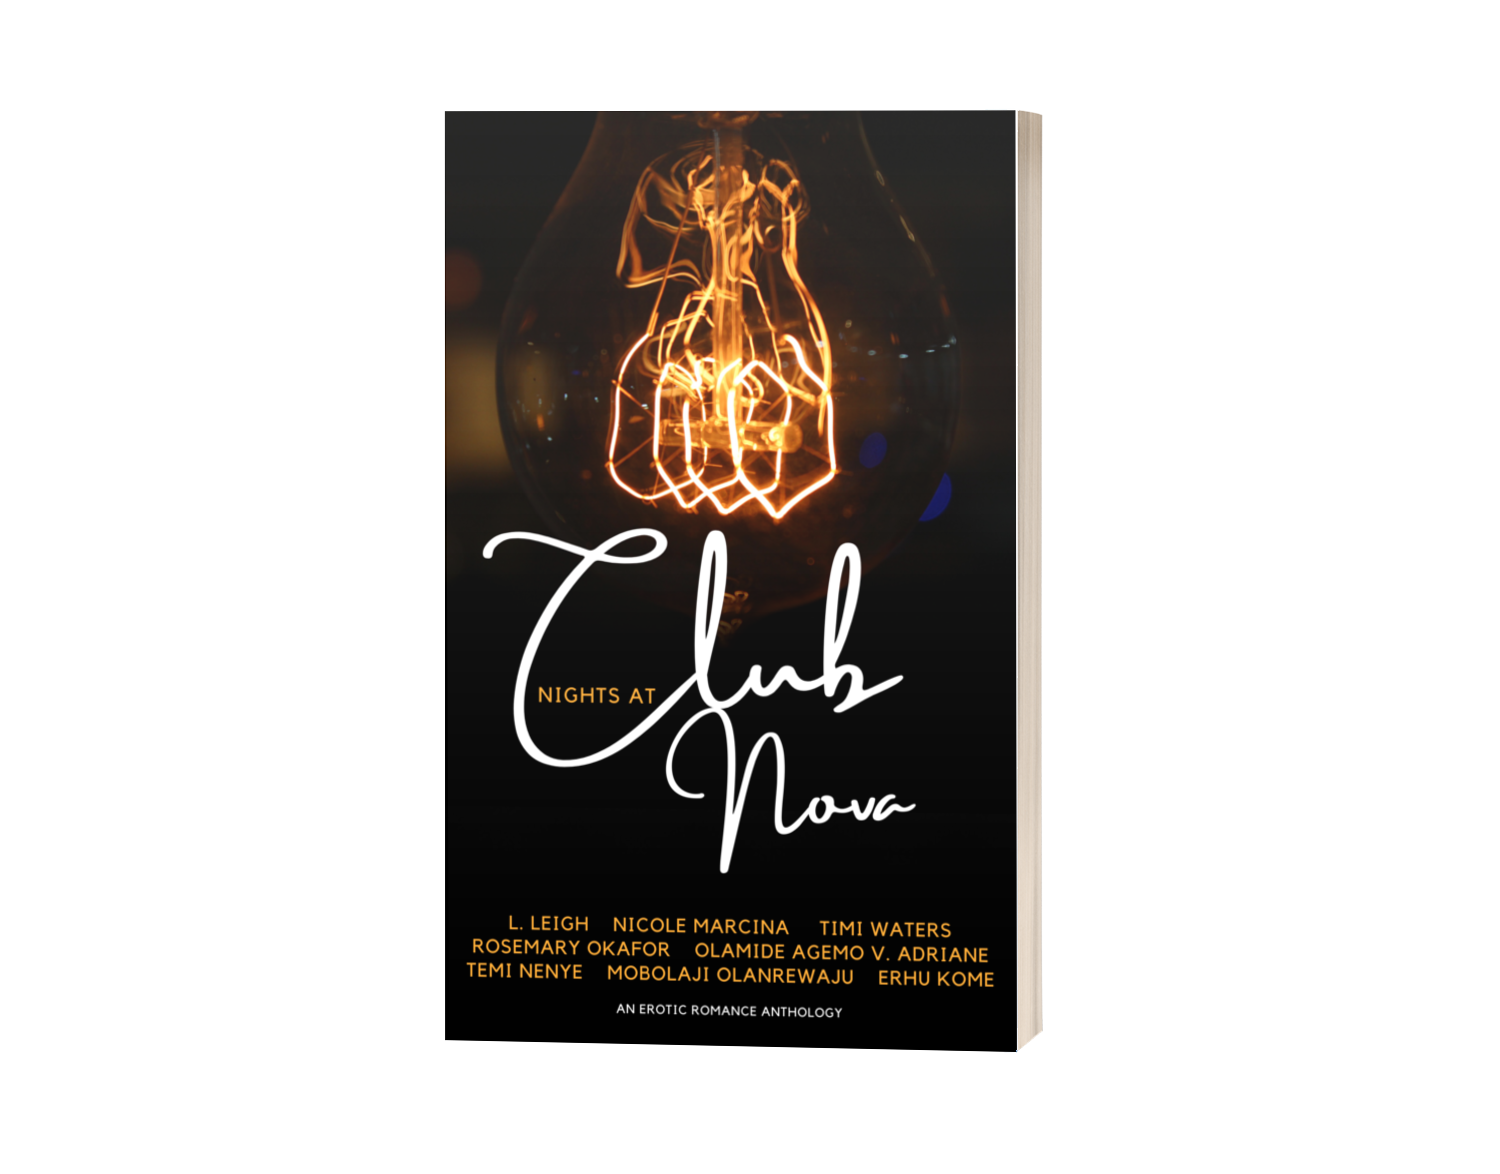 NIGHTS AT Club
Nova
L. LEIGH NICOLE MARCINA TIMI WATERS
ROSEMARY OKAFOR OLAMIDE AGEMO V. ADRIANE
TEMI NENYE MOBOLAJI OLANREWAJU ERHU KOME
AN EROTIC ROMANCE ANTHOLOGY